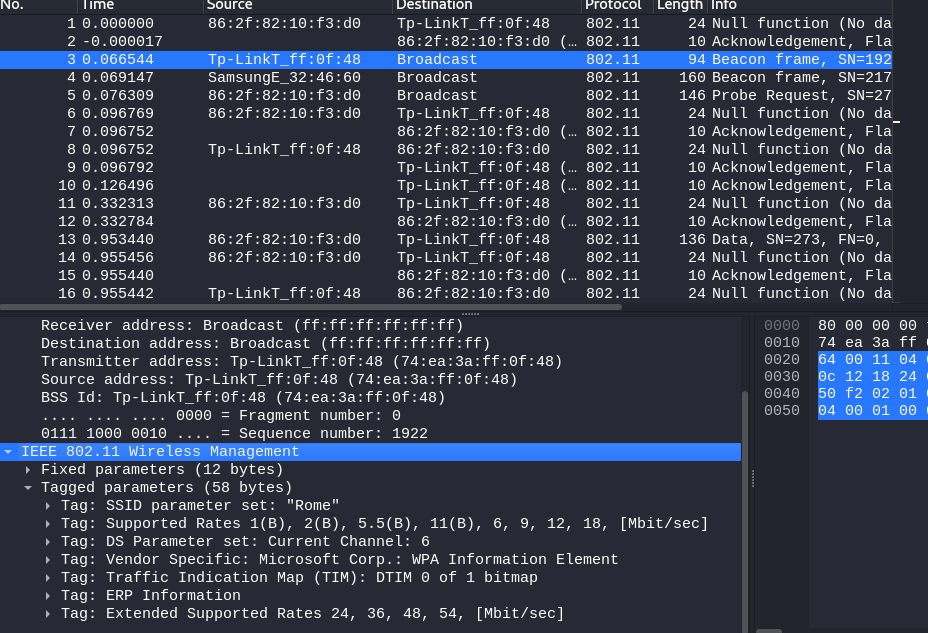 No. Time Source Destination Protocol Length Info
1 0.000000 86:2f:82:10:f3:d0 Tp-LinkT_ff:0f:48 802.11 24 Null function (No da
2 -0.000017 86:2f:82:10:f3:d0 (… 802.11 10 Acknowledgement, Fla
3 0.066544 Tp-LinkT_ff:0f:48 Broadcast 802.11 94 Beacon frame, SN=192
4 0.069147 SamsungE_32:46:60 Broadcast 802.11 160 Beacon frame, SN=217
5 0.076309 86:2f:82:10:f3:d0 Broadcast 802.11 146 Probe Request, SN=27
6 0.096769 86:2f:82:10:f3:d0 Tp-LinkT_ff:0f:48 802.11 24 Null function (No da
7 0.096752 86:2f:82:10:f3:d0 (… 802.11 10 Acknowledgement, Fla
8 0.096752 Tp-LinkT_ff:0f:48 86:2f:82:10:f3:d0 802.11 24 Null function (No da
9 0.096792 Tp-LinkT_ff:0f:48 (… 802.11 10 Acknowledgement, Fla
10 0.126496 Tp-LinkT_ff:0f:48 (… 802.11 10 Acknowledgement, Fla
11 0.332313 86:2f:82:10:f3:d0 Tp-LinkT_ff:0f:48 802.11 24 Null function (No da
12 0.332784 86:2f:82:10:f3:d0 (… 802.11 10 Acknowledgement, Fla
13 0.953440 86:2f:82:10:f3:d0 Tp-LinkT_ff:0f:48 802.11 136 Data, SN=273, FN=0,
14 0.955456 86:2f:82:10:f3:d0 Tp-LinkT_ff:0f:48 802.11 24 Null function (No da
15 0.955440 86:2f:82:10:f3:d0 (… 802.11 10 Acknowledgement, Fla
16 0.955442 Tp-LinkT_ff:0f:48 86:2f:82:10:f3:d0 802.11 24 Null function (No da
Receiver address: Broadcast (ff:ff:ff:ff:ff:ff)
Destination address: Broadcast (ff:ff:ff:ff:ff:ff)
Transmitter address: Tp-LinkT_ff:0f:48 (74:ea:3a:ff:0f:48)
Source address: Tp-LinkT_ff:0f:48 (74:ea:3a:ff:0f:48)
BSS Id: Tp-LinkT_ff:0f:48 (74:ea:3a:ff:0f:48)
.... .... .... 0000 = Fragment number: 0
0111 1000 0010 .... = Sequence number: 1922
IEEE 802.11 Wireless Management
Fixed parameters (12 bytes)
Tagged parameters (58 bytes)
Tag: SSID parameter set: "Rome"
Tag: Supported Rates 1(B), 2(B), 5.5(B), 11(B), 6, 9, 12, 18, [Mbit/sec]
Tag: DS Parameter set: Current Channel: 6
Tag: Vendor Specific: Microsoft Corp.: WPA Information Element
Tag: Traffic Indication Map (TIM): DTIM 0 of 1 bitmap
Tag: ERP Information
Tag: Extended Supported Rates 24, 36, 48, 54, [Mbit/sec]
0000 80 00 00 00
0010 74 ea 3a ff
0020 64 00 11 04
0030 0c 12 18 24
0040 50 f2 02 01
0050 04 00 01 00